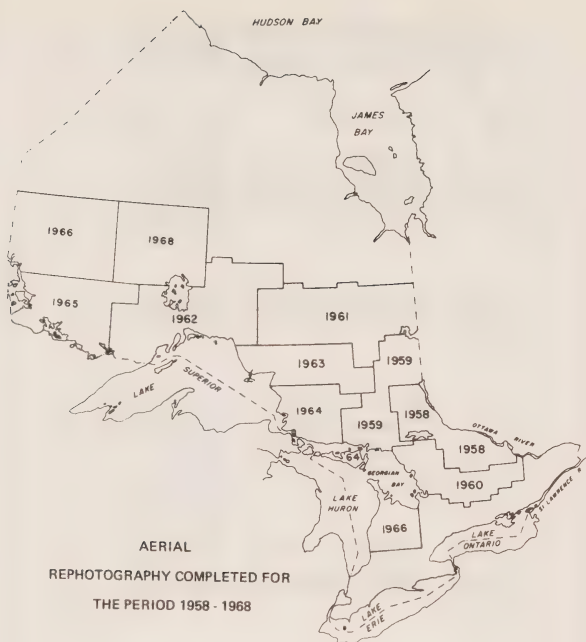 HUDSON BAY
JAMES
BAY
1966
1968
1965
1962
1961
1963
1959
1964
1959
1958
OTTAWA RIVER
1958
64
GEORGIAN
BAY
1960
LAKE
SUPERIOR
LAKE
HURON
1966
ST LAWRENCE R
LAKE
ONTARIO
LAKE
ERIE
AERIAL
REPHOTOGRAPHY COMPLETED FOR
THE PERIOD 1958 - 1968